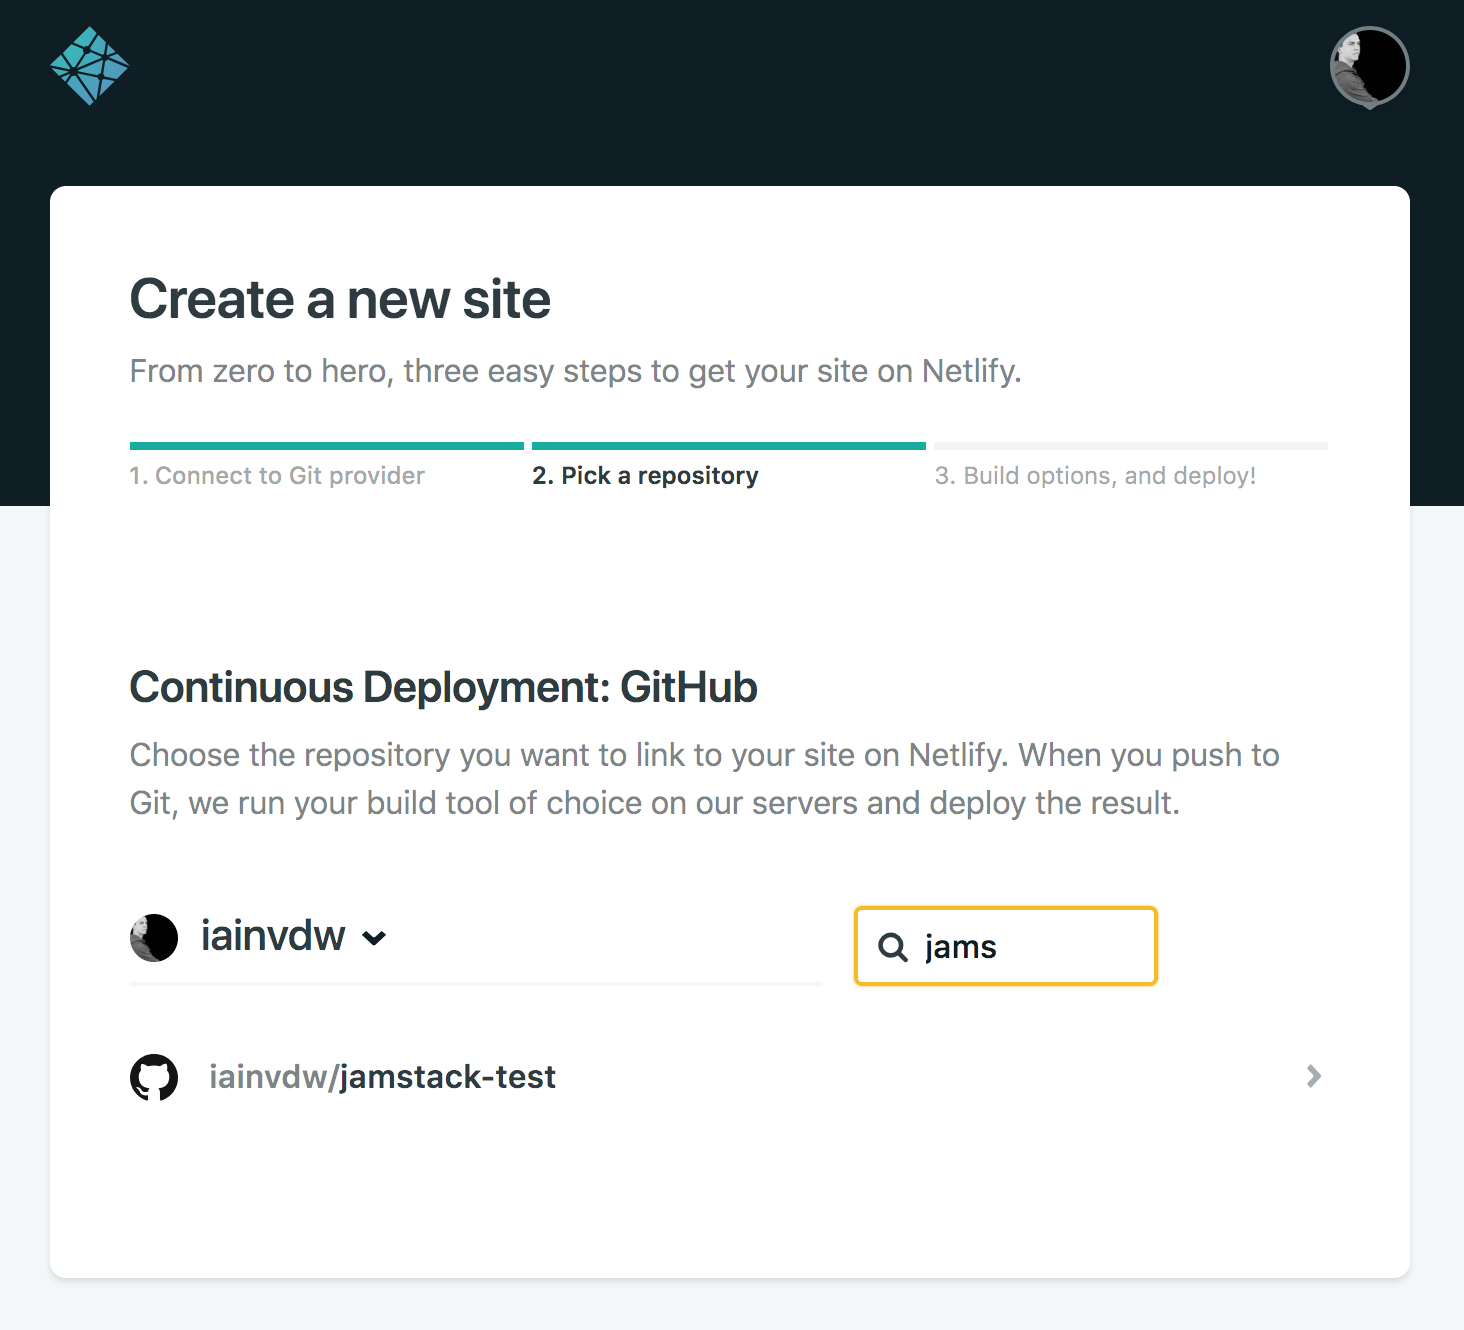 Create a new site
From zero to hero, three easy steps to get your site on Netlify.
1. Connect to Git provider
2. Pick a repository
3. Build options, and deploy!
Continuous Deployment: GitHub
Choose the repository you want to link to your site on Netlify. When you push to
Git, we run your build tool of choice on our servers and deploy the result.
iainvdw
jams
iainvdw/jamstack-test